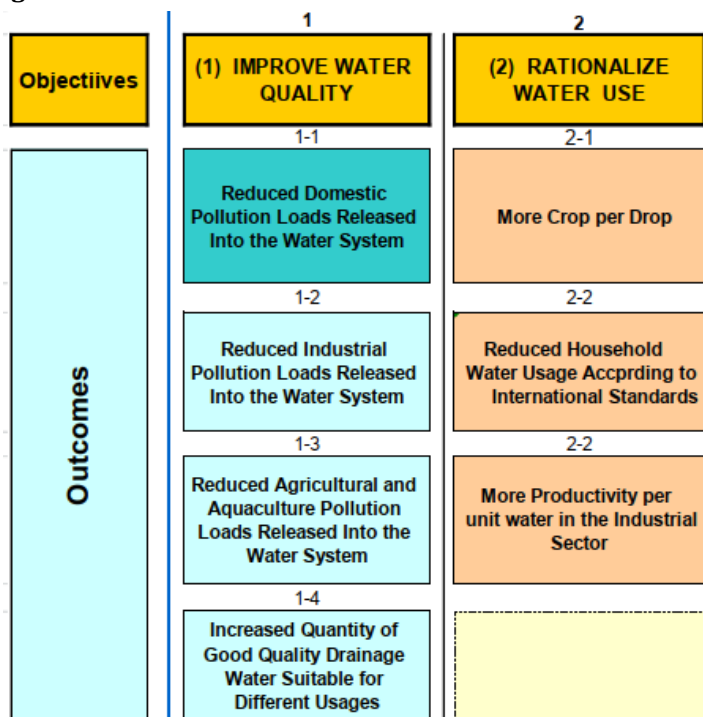 1
2
Objectiives
(1) IMPROVE WATER
QUALITY
(2) RATIONALIZE
WATER USE
1-1
2-1
Reduced Domestic
Pollution Loads Released
Into the Water System
More Crop per Drop
1-2
2-2
Reduced Industrial
Pollution Loads Released
Into the Water System
Reduced Household
Water Usage Accprding to
International Standards
Outcomes
1-3
2-2
Reduced Agricultural and
Aquaculture Pollution
Loads Released Into the
Water System
More Productivity per
unit water in the Industrial
Sector
1-4
Increased Quantity of
Good Quality Drainage
Water Suitable for
Different Usages